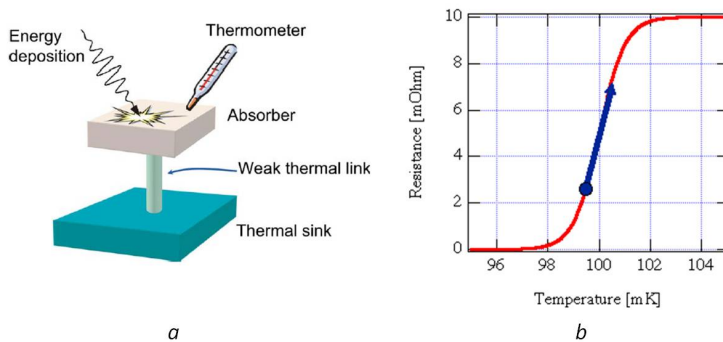 Energy
deposition
Thermometer
Absorber
Weak thermal link
Thermal sink
a
10
8
6
4
2
0
Resistance [mOhm]
96 98 100 102 104
Temperature [mK]
b